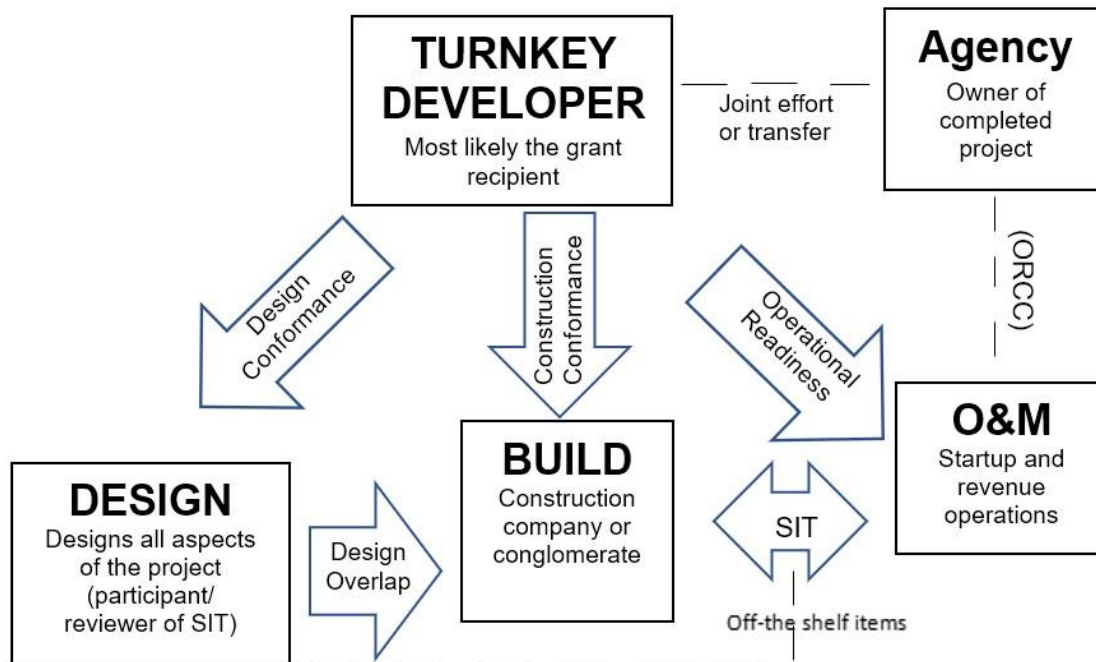 TURNKEY
DEVELOPER
Most likely the grant
recipient
Joint effort
or transfer
Agency
Owner of
completed
project
(ORCC)
Design
Conformance
Construction
Conformance
Operational
Readiness
DESIGN
Designs all aspects
of the project
(participant/
reviewer of SIT)
Design
Overlap
BUILD
Construction
company or
conglomerate
SIT
O&M
Startup and
revenue
operations
Off-the shelf items